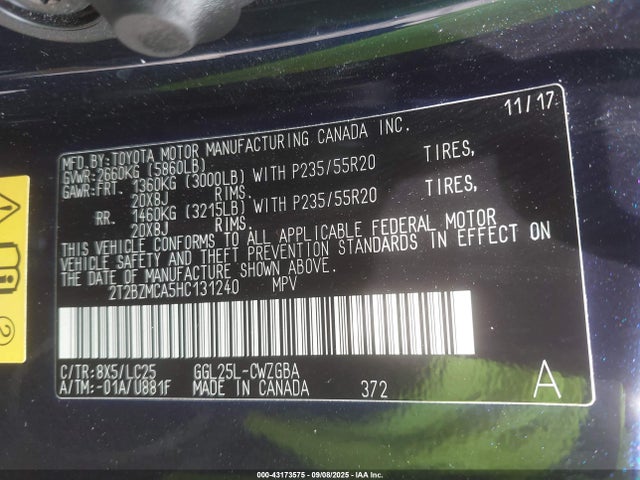 11/17
MFD.BY:TOYOTA MOTOR MANUFACTURING CANADA INC.
GVWR:2660KG (5860LB)
GAWR:FRT. 1360KG (3000LB) WITH P235/55R20 TIRES,
20X8J RIMS.
RR. 1460KG (3215LB) WITH P235/55R20 TIRES,
20X8J RIMS.
THIS VEHICLE CONFORMS TO ALL APPLICABLE FEDERAL MOTOR
VEHICLE SAFETY AND THEFT PREVENTION STANDARDS IN EFFECT ON
THE DATE OF MANUFACTURE SHOWN ABOVE.
2T2BZMCA5HC131240 MPV
C/TR:8X5/LC25 GGL25L-CWZGBA
A/TM:-01A/U881F MADE IN CANADA 372 A
2
000-43173575 - 09/08/2025 - IAA Inc.